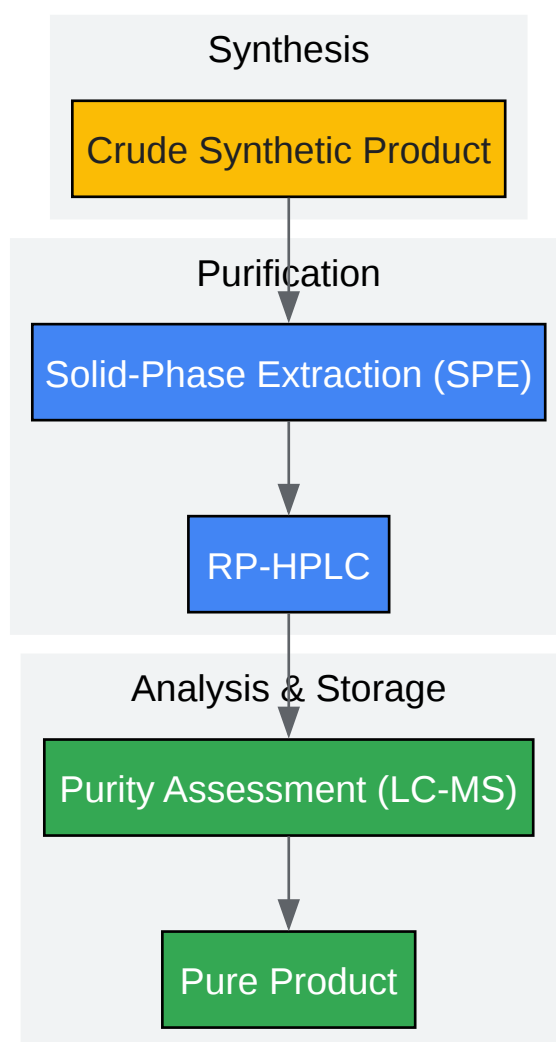 Synthesis
Crude Synthetic Product
Purification
Solid-Phase Extraction (SPE)
RP-HPLC
Analysis & Storage
Purity Assessment (LC-MS)
Pure Product